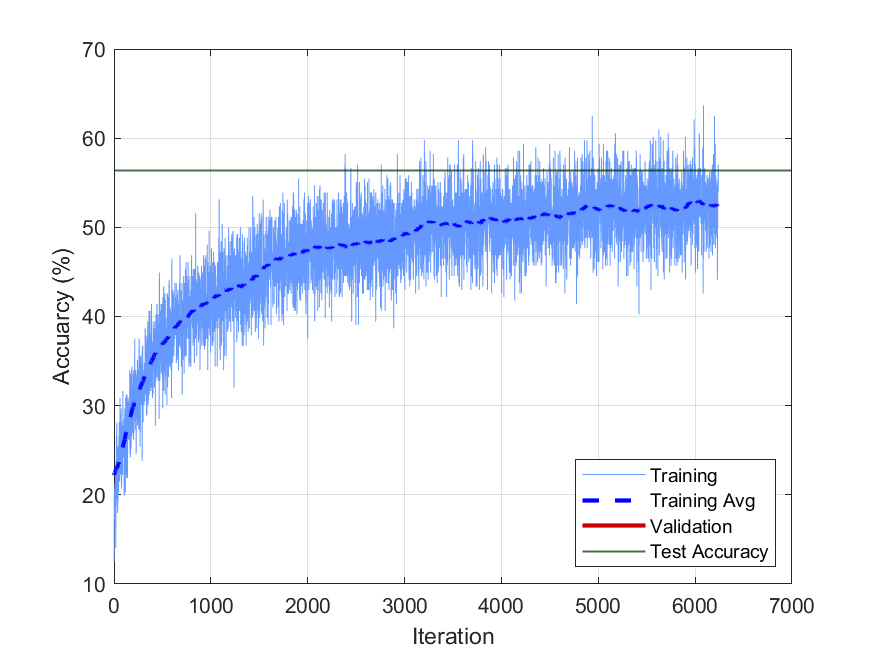 70
60
50
40
30
20
10
Accuarcy (%)
Training
Training Avg
Validation
Test Accuracy
0 1000 2000 3000 4000 5000 6000 7000
Iteration